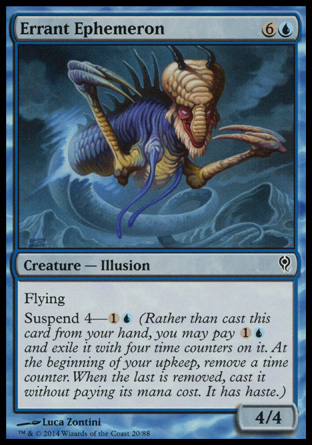 Errant Ephemeron 6
Creature — Illusion
Flying
Suspend 4—1 (Rather than cast this
card from your hand, you may pay 1
and exile it with four time counters on it. At
the beginning of your upkeep, remove a time
counter. When the last is removed, cast it
without paying its mana cost. It has haste.)
4/4
Luca Zontini
™ & © 2014 Wizards of the Coast 20/88